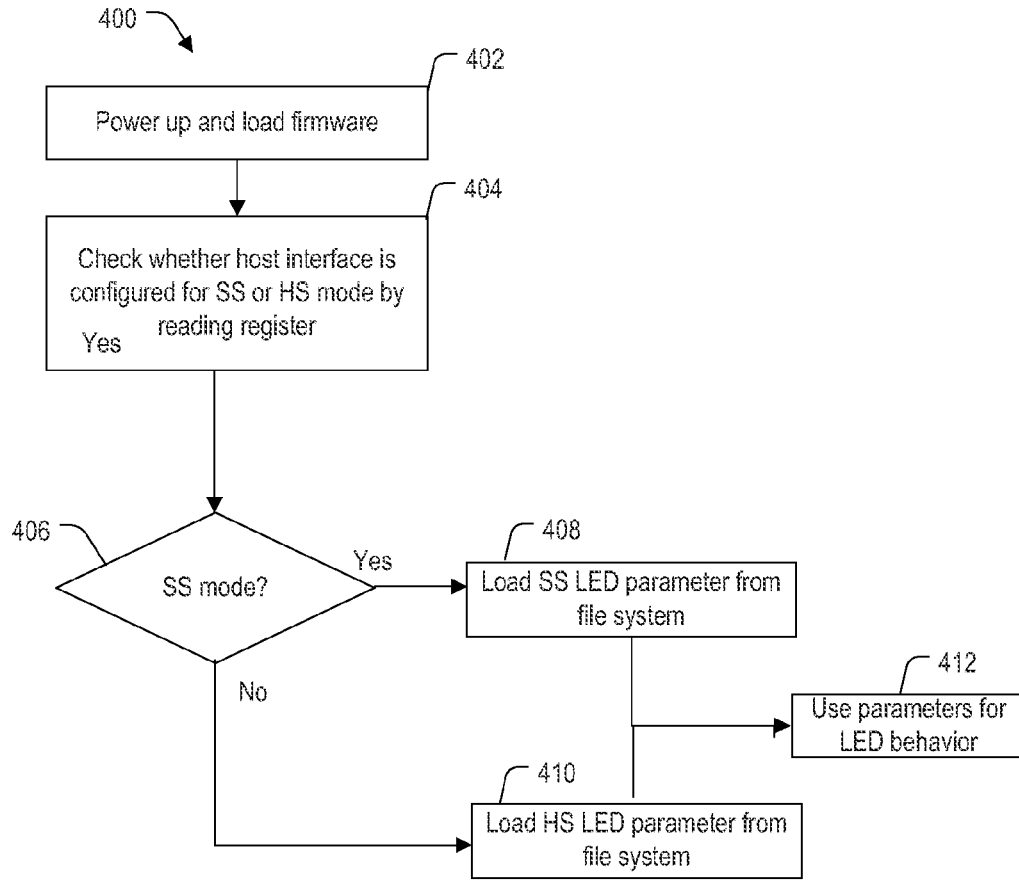 400
402
Power up and load firmware
404
Check whether host interface is
configured for SS or HS mode by
reading register
Yes
406
SS mode?
Yes
408
Load SS LED parameter from
file system
No
412
Use parameters for
LED behavior
410
Load HS LED parameter from
file system